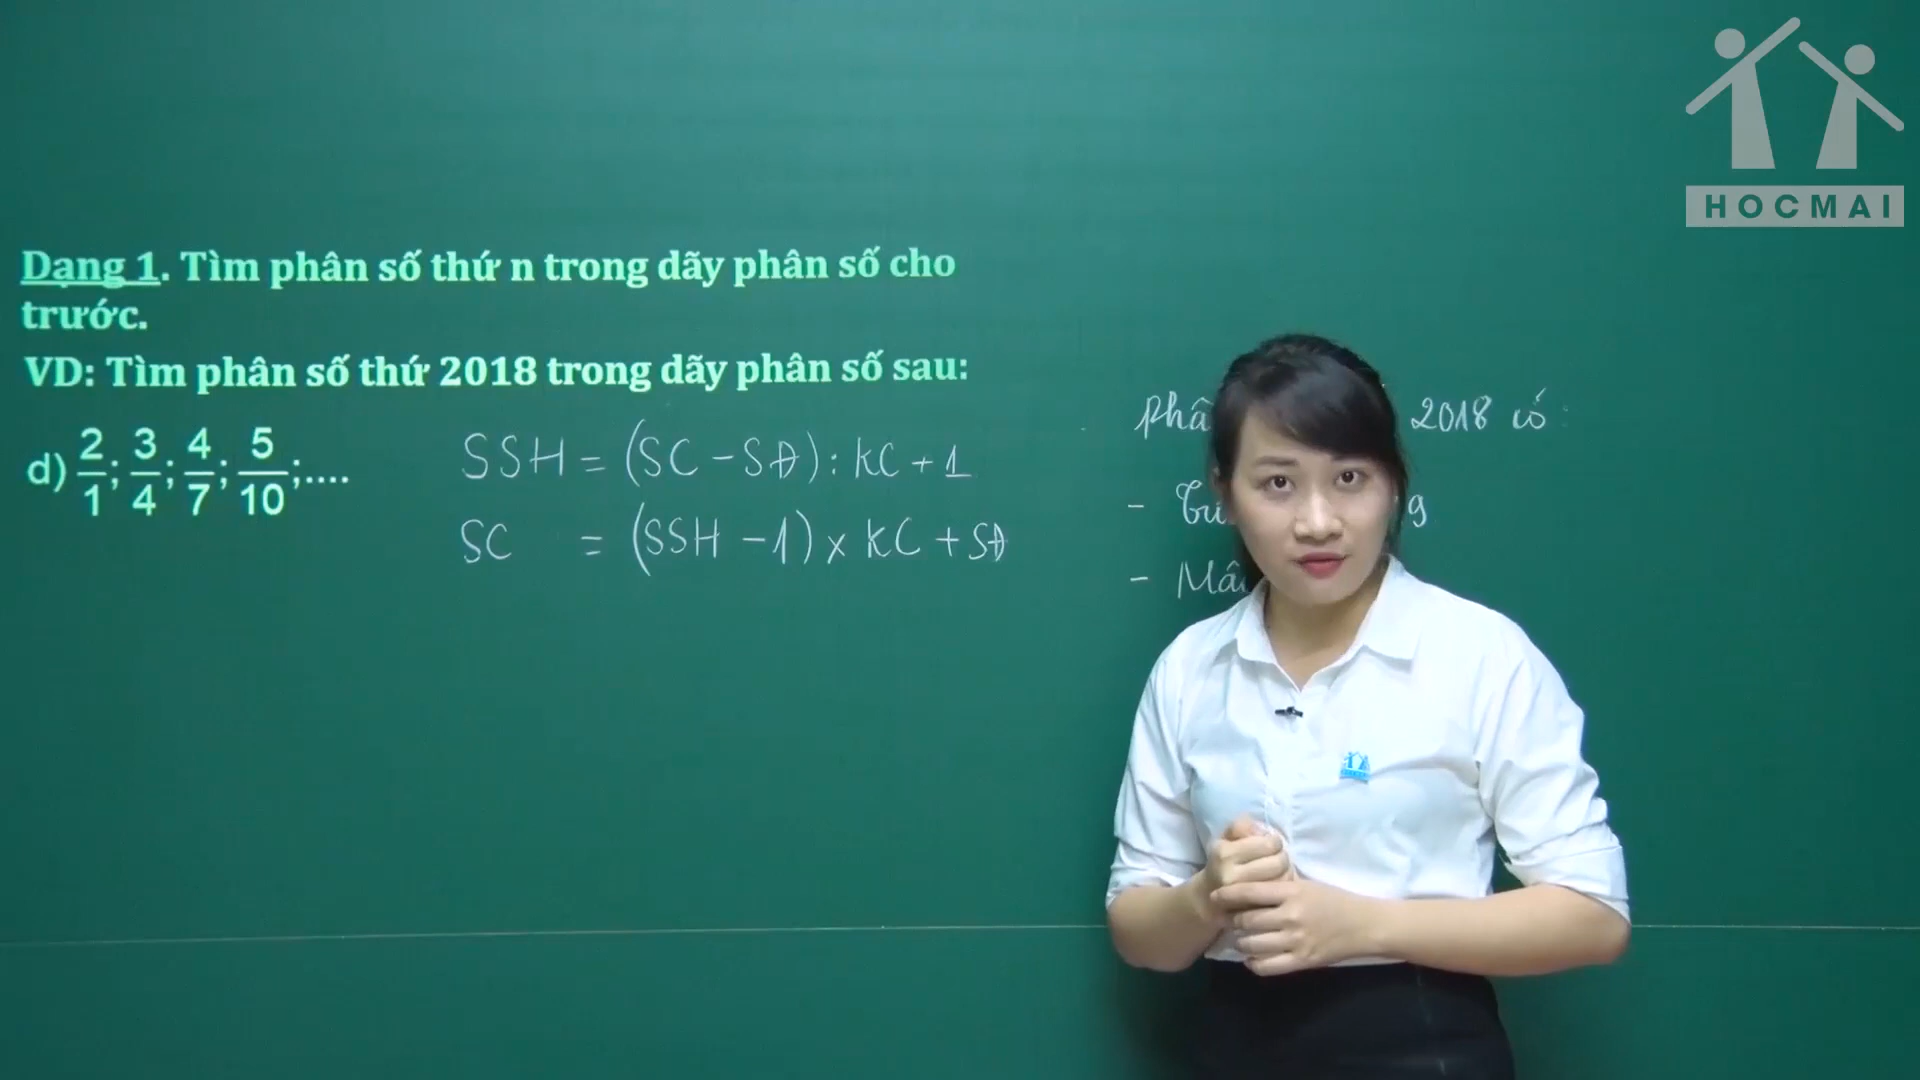 HOCMAI
Dạng 1. Tìm phân số thứ n trong dãy phân số cho
trước.
VD: Tìm phân số thứ 2018 trong dãy phân số sau:
d) 2/1; 3/4; 4/7; 5/10;....
SSH = (SC - SĐ) : KC + 1
SC = (SSH - 1) x KC + SĐ
2018 có: